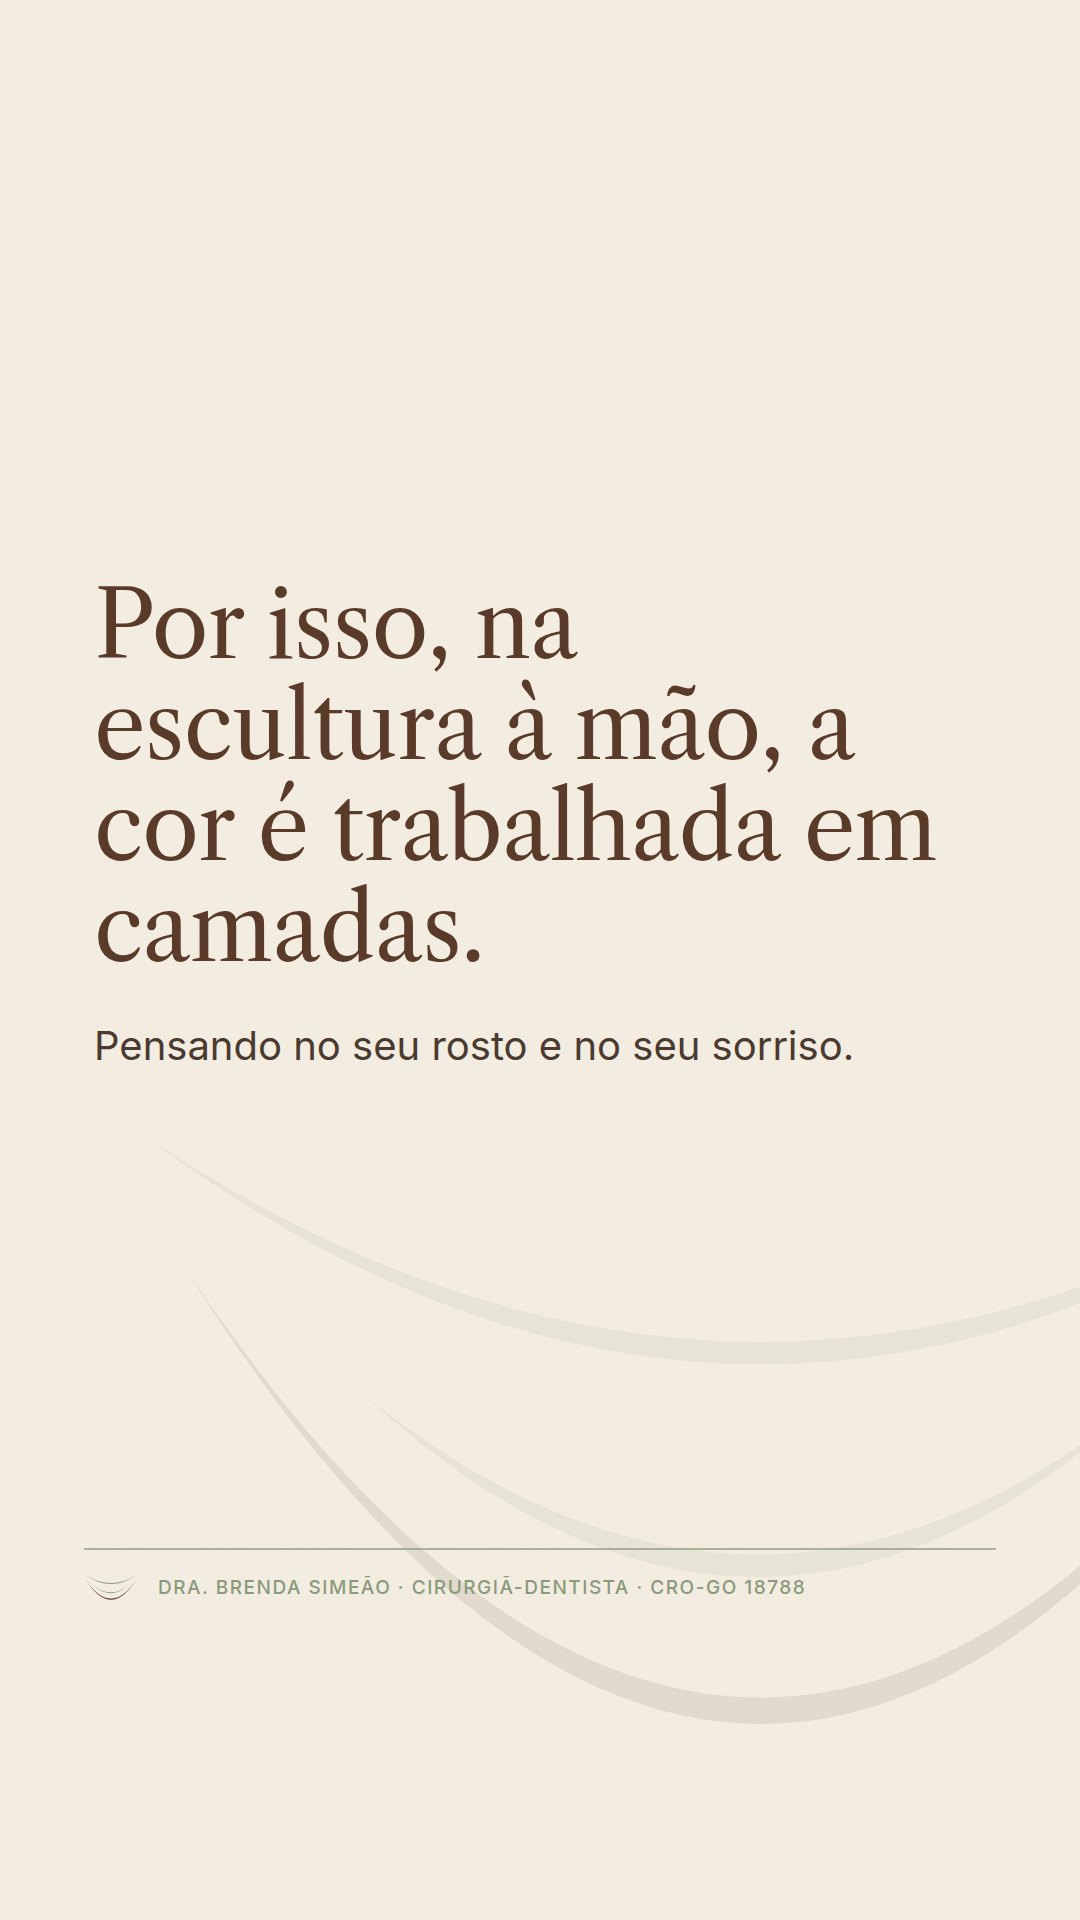 Por isso, na
escultura à mão, a
cor é trabalhada em
camadas.
Pensando no seu rosto e no seu sorriso.
DRA. BRENDA SIMEÃO · CIRURGIÃ-DENTISTA · CRO-GO 18788